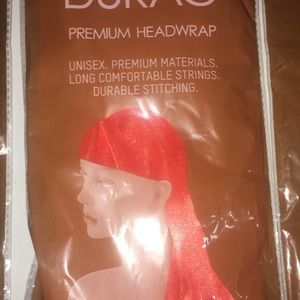 DURAG
PREMIUM HEADWRAP
UNISEX. PREMIUM MATERIALS.
LONG COMFORTABLE STRINGS.
DURABLE STITCHING.